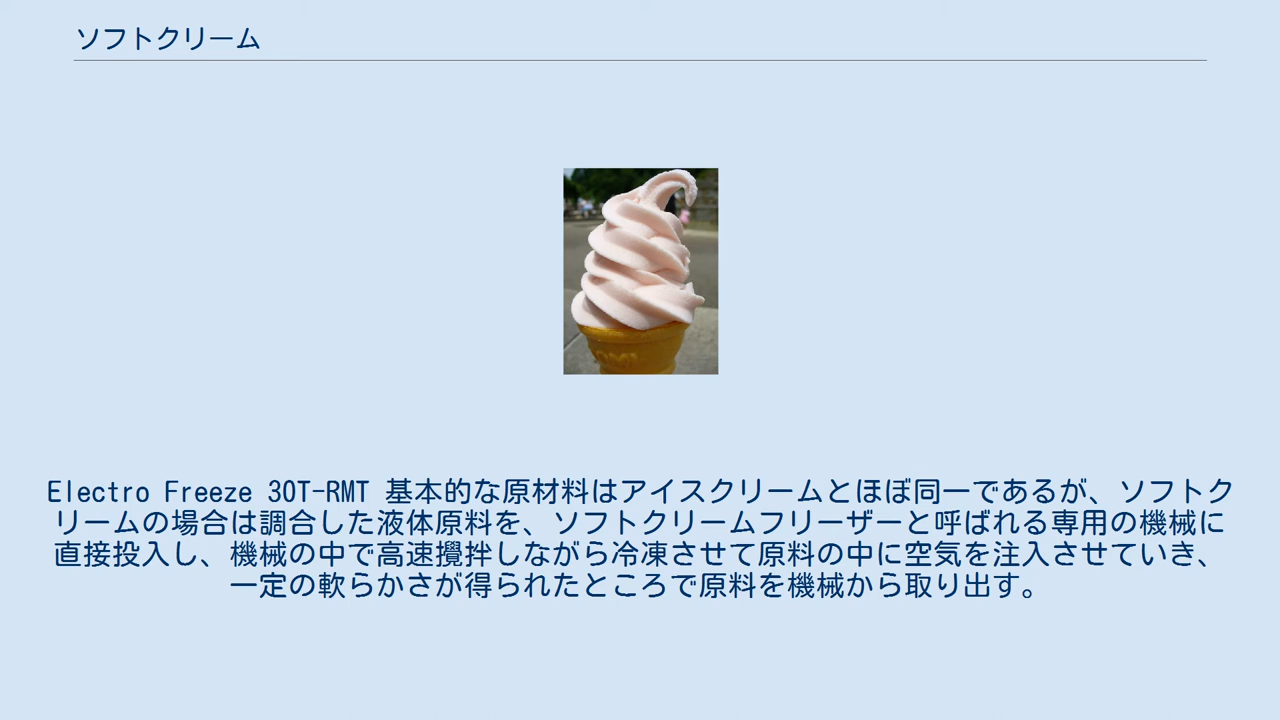 ソフトクリーム
Electro Freeze 30T-RMT 基本的な原材料はアイスクリームとほぼ同一であるが、ソフトク
リームの場合は調合した液体原料を、ソフトクリームフリーザーと呼ばれる専用の機械に
直接投入し、機械の中で高速攪拌しながら冷凍させて原料の中に空気を注入させていき、
一定の軟らかさが得られたところで原料を機械から取り出す。